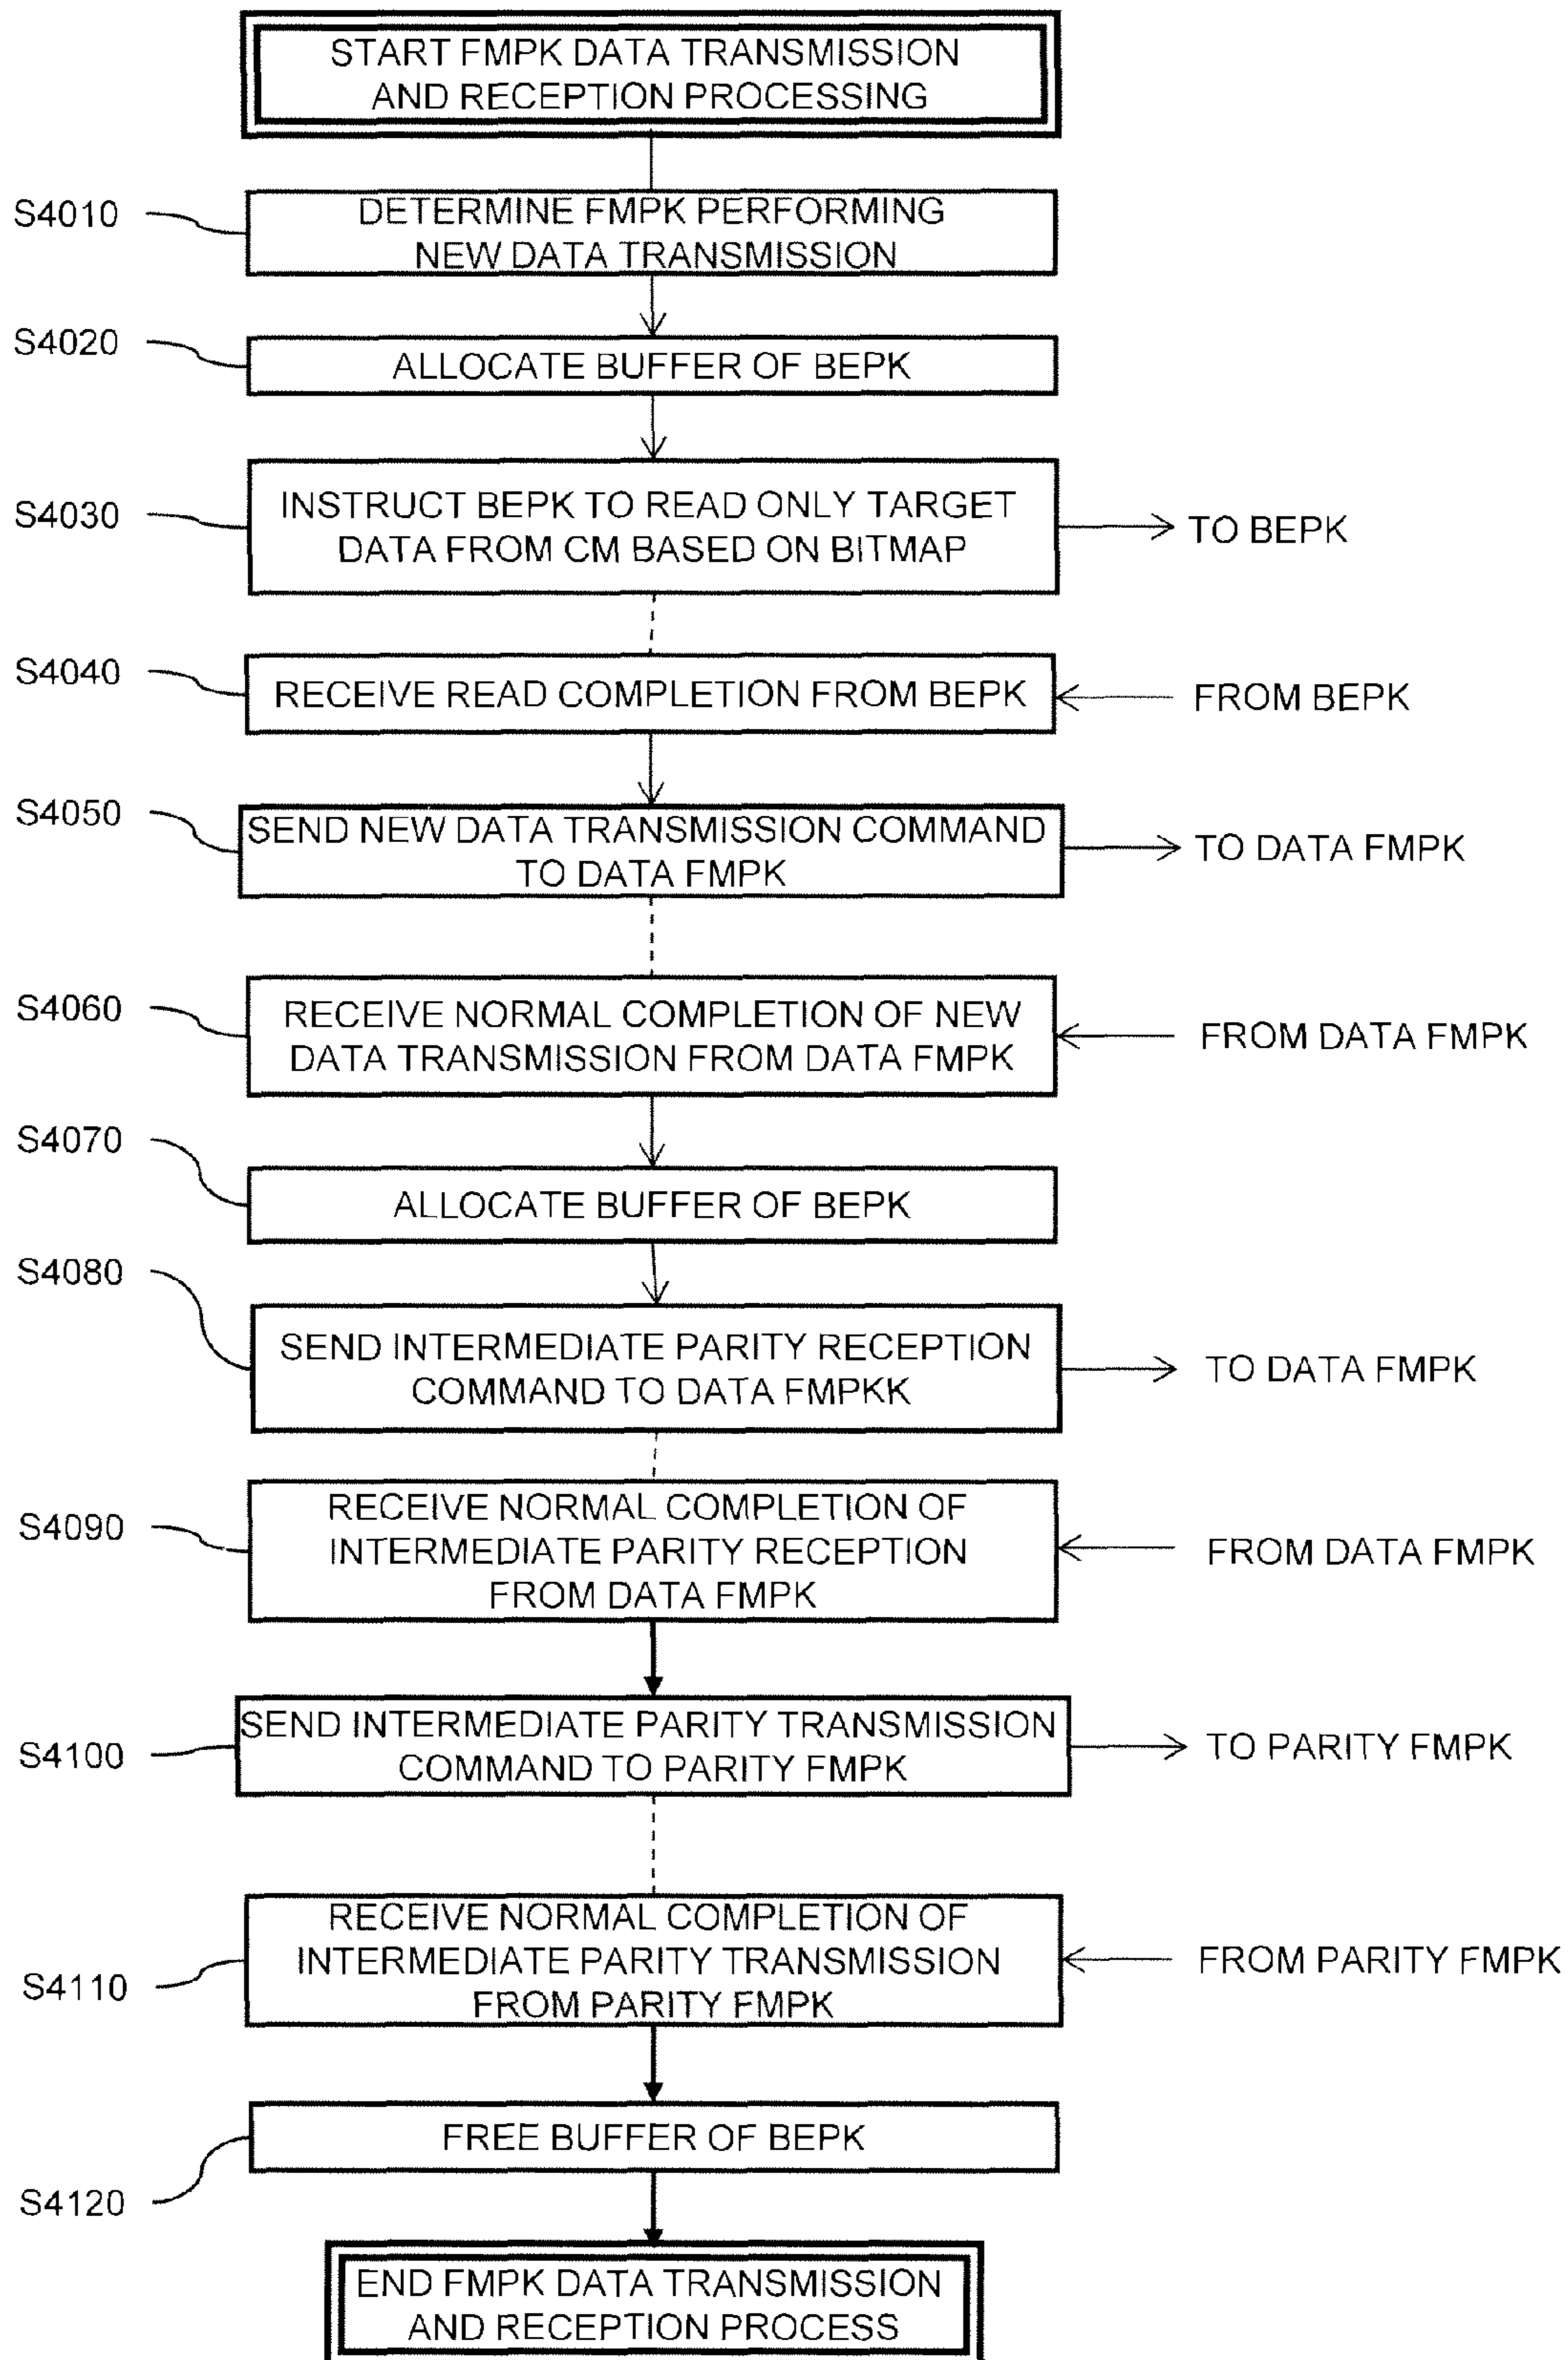 START FMPK DATA TRANSMISSION
AND RECEPTION PROCESSING
S4010
DETERMINE FMPK PERFORMING
NEW DATA TRANSMISSION
S4020
ALLOCATE BUFFER OF BEPK
S4030
INSTRUCT BEPK TO READ ONLY TARGET
DATA FROM CM BASED ON BITMAP
TO BEPK
S4040
RECEIVE READ COMPLETION FROM BEPK
FROM BEPK
S4050
SEND NEW DATA TRANSMISSION COMMAND
TO DATA FMPK
TO DATA FMPK
S4060
RECEIVE NORMAL COMPLETION OF NEW
DATA TRANSMISSION FROM DATA FMPK
FROM DATA FMPK
S4070
ALLOCATE BUFFER OF BEPK
S4080
SEND INTERMEDIATE PARITY RECEPTION
COMMAND TO DATA FMPKK
TO DATA FMPK
S4090
RECEIVE NORMAL COMPLETION OF
INTERMEDIATE PARITY RECEPTION
FROM DATA FMPK
FROM DATA FMPK
S4100
SEND INTERMEDIATE PARITY TRANSMISSION
COMMAND TO PARITY FMPK
TO PARITY FMPK
S4110
RECEIVE NORMAL COMPLETION OF
INTERMEDIATE PARITY TRANSMISSION
FROM PARITY FMPK
FROM PARITY FMPK
S4120
FREE BUFFER OF BEPK
END FMPK DATA TRANSMISSION
AND RECEPTION PROCESS